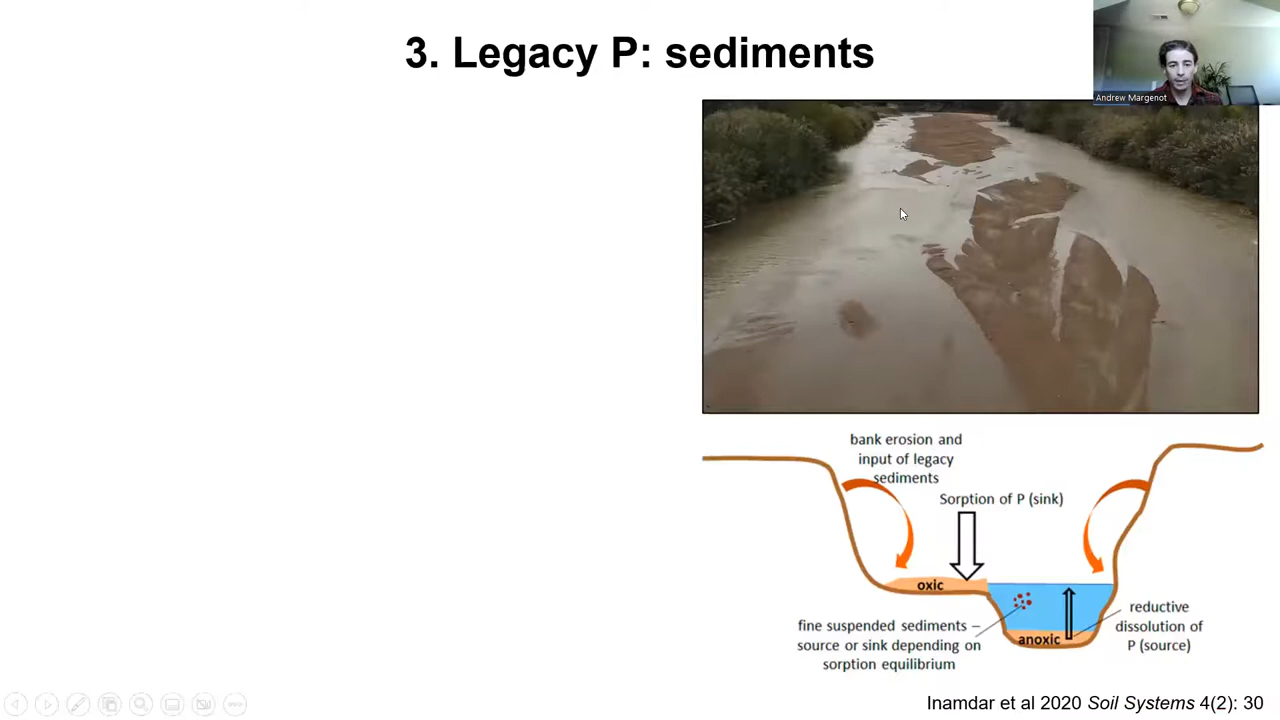 3. Legacy P: sediments
Andrew Margenot
bank erosion and
input of legacy
sediments
Sorption of P (sink)
oxic
fine suspended sediments –
source or sink depending on
sorption equilibrium
anoxic
reductive
dissolution of
P (source)
Inamdar et al 2020 Soil Systems 4(2): 30